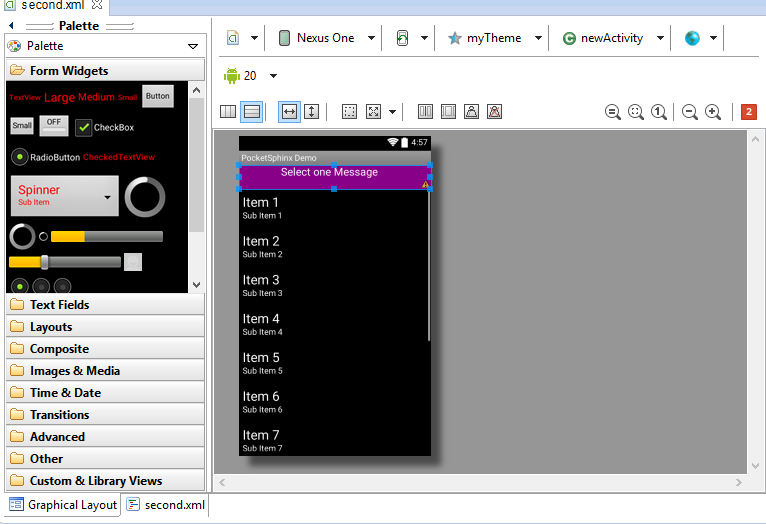 second.xml
Palette
Palette
Form Widgets
TextView Large Medium Small Button
Small OFF CheckBox
RadioButton CheckedTextView
Spinner
Sub Item
Text Fields
Layouts
Composite
Images & Media
Time & Date
Transitions
Advanced
Other
Custom & Library Views
Graphical Layout second.xml
Nexus One myTheme newActivity
20
2
4:57
PocketSphinx Demo
Select one Message
Item 1
Sub Item 1
Item 2
Sub Item 2
Item 3
Sub Item 3
Item 4
Sub Item 4
Item 5
Sub Item 5
Item 6
Sub Item 6
Item 7
Sub Item 7